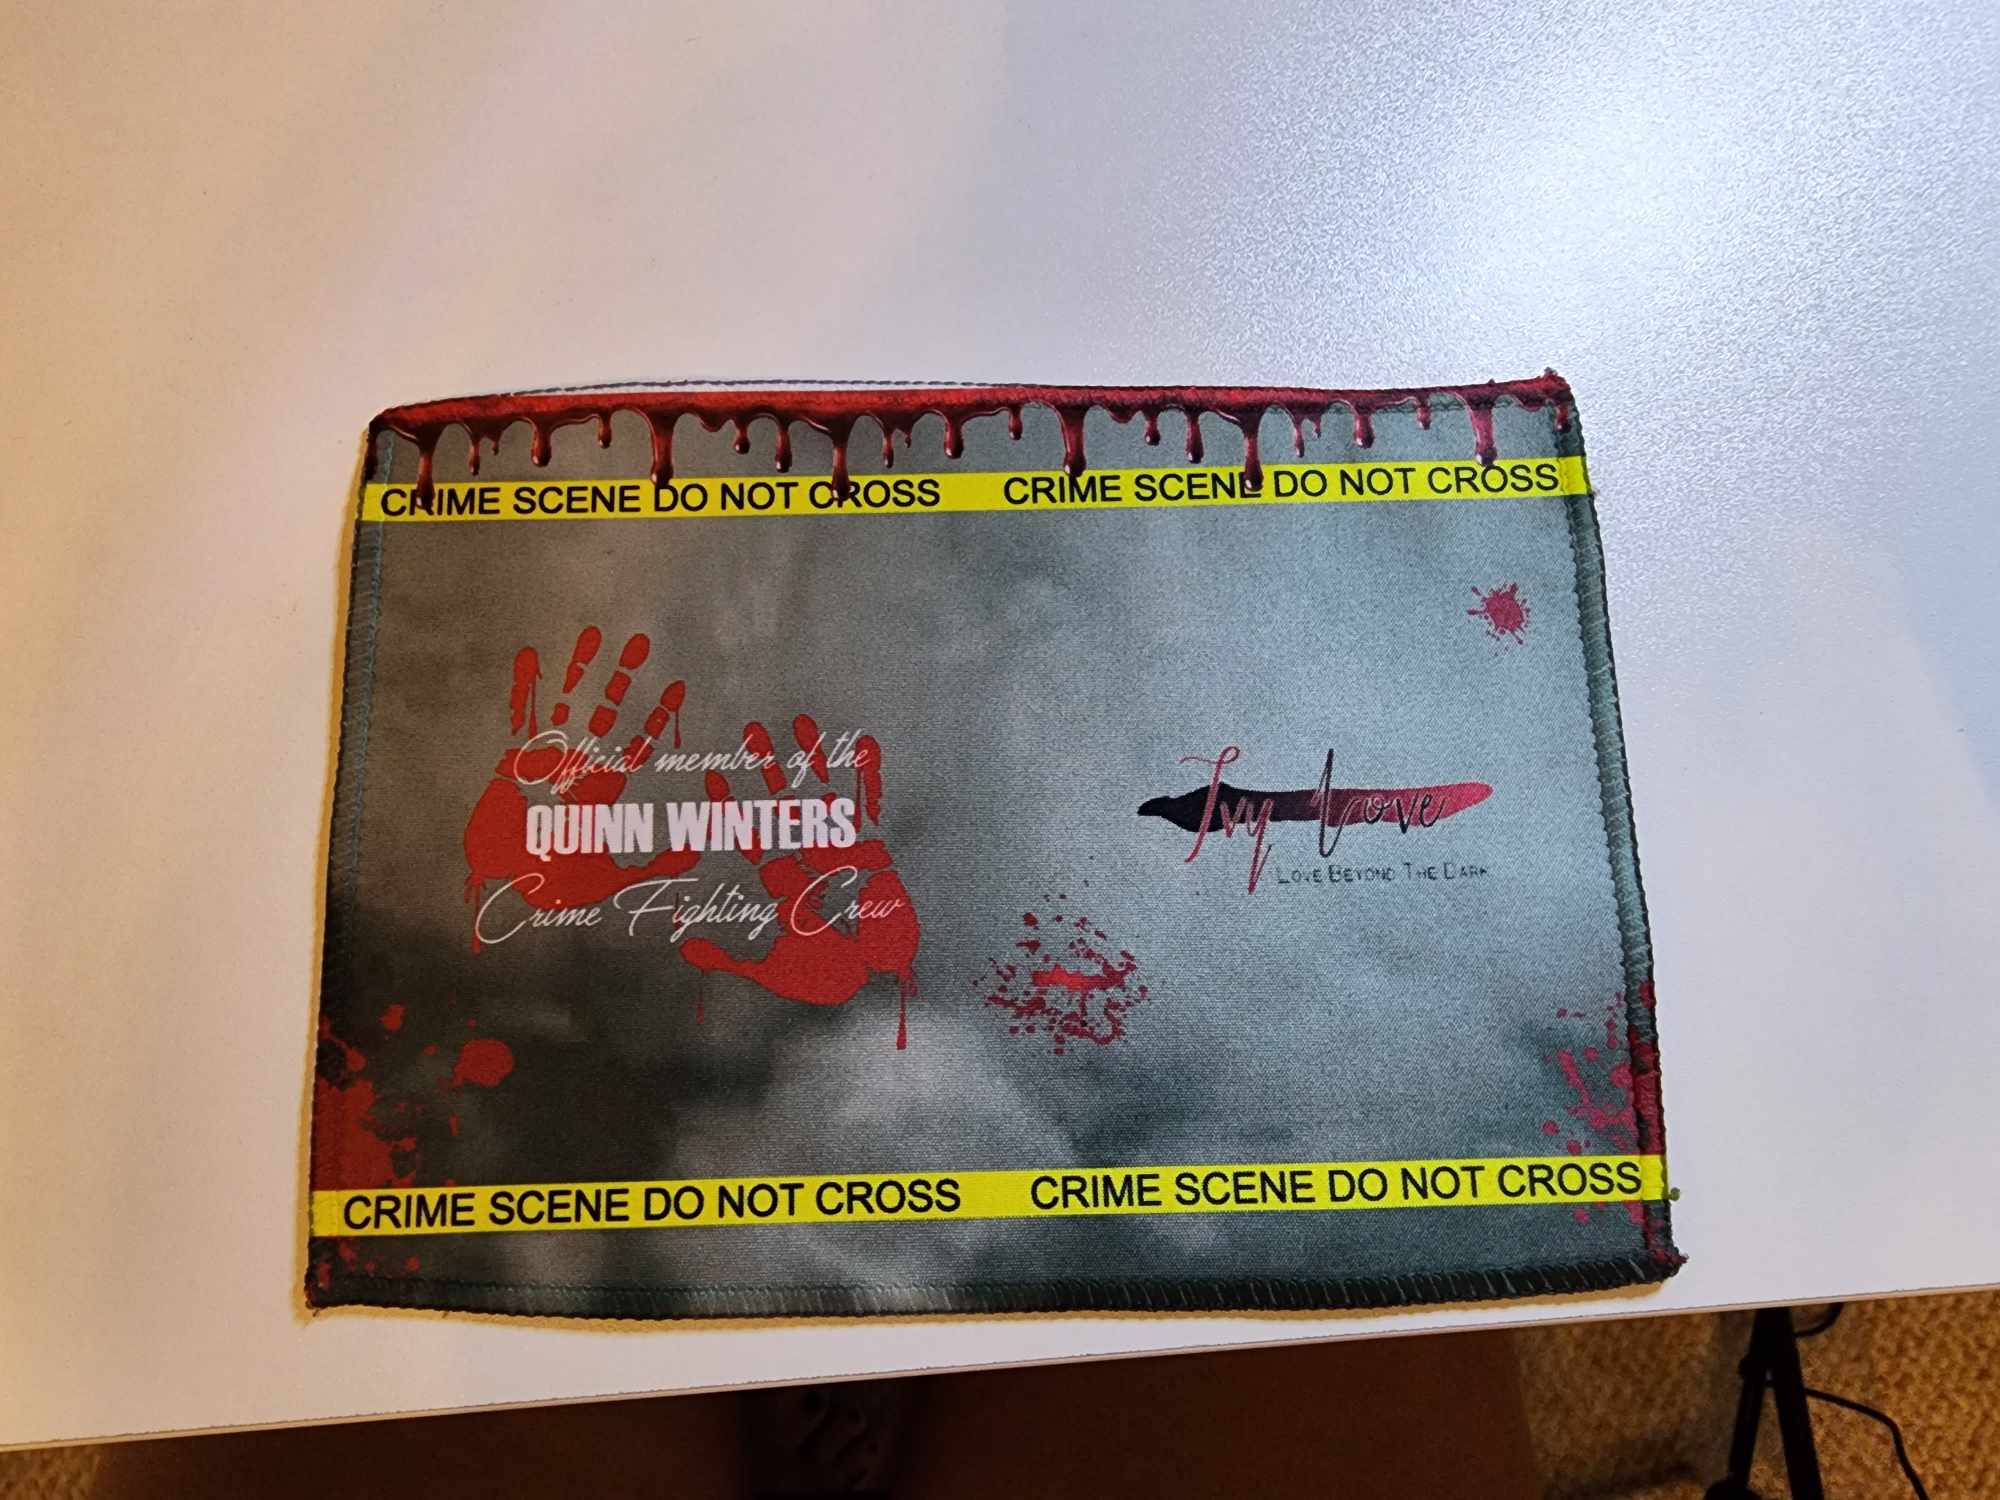 CRIME SCENE DO NOT CROSS CRIME SCENE DO NOT CROSS
Official member of the
QUINN WINTERS
Crime Fighting Crew
Ivy Love
LOVE BEYOND THE DARK
CRIME SCENE DO NOT CROSS CRIME SCENE DO NOT CROSS